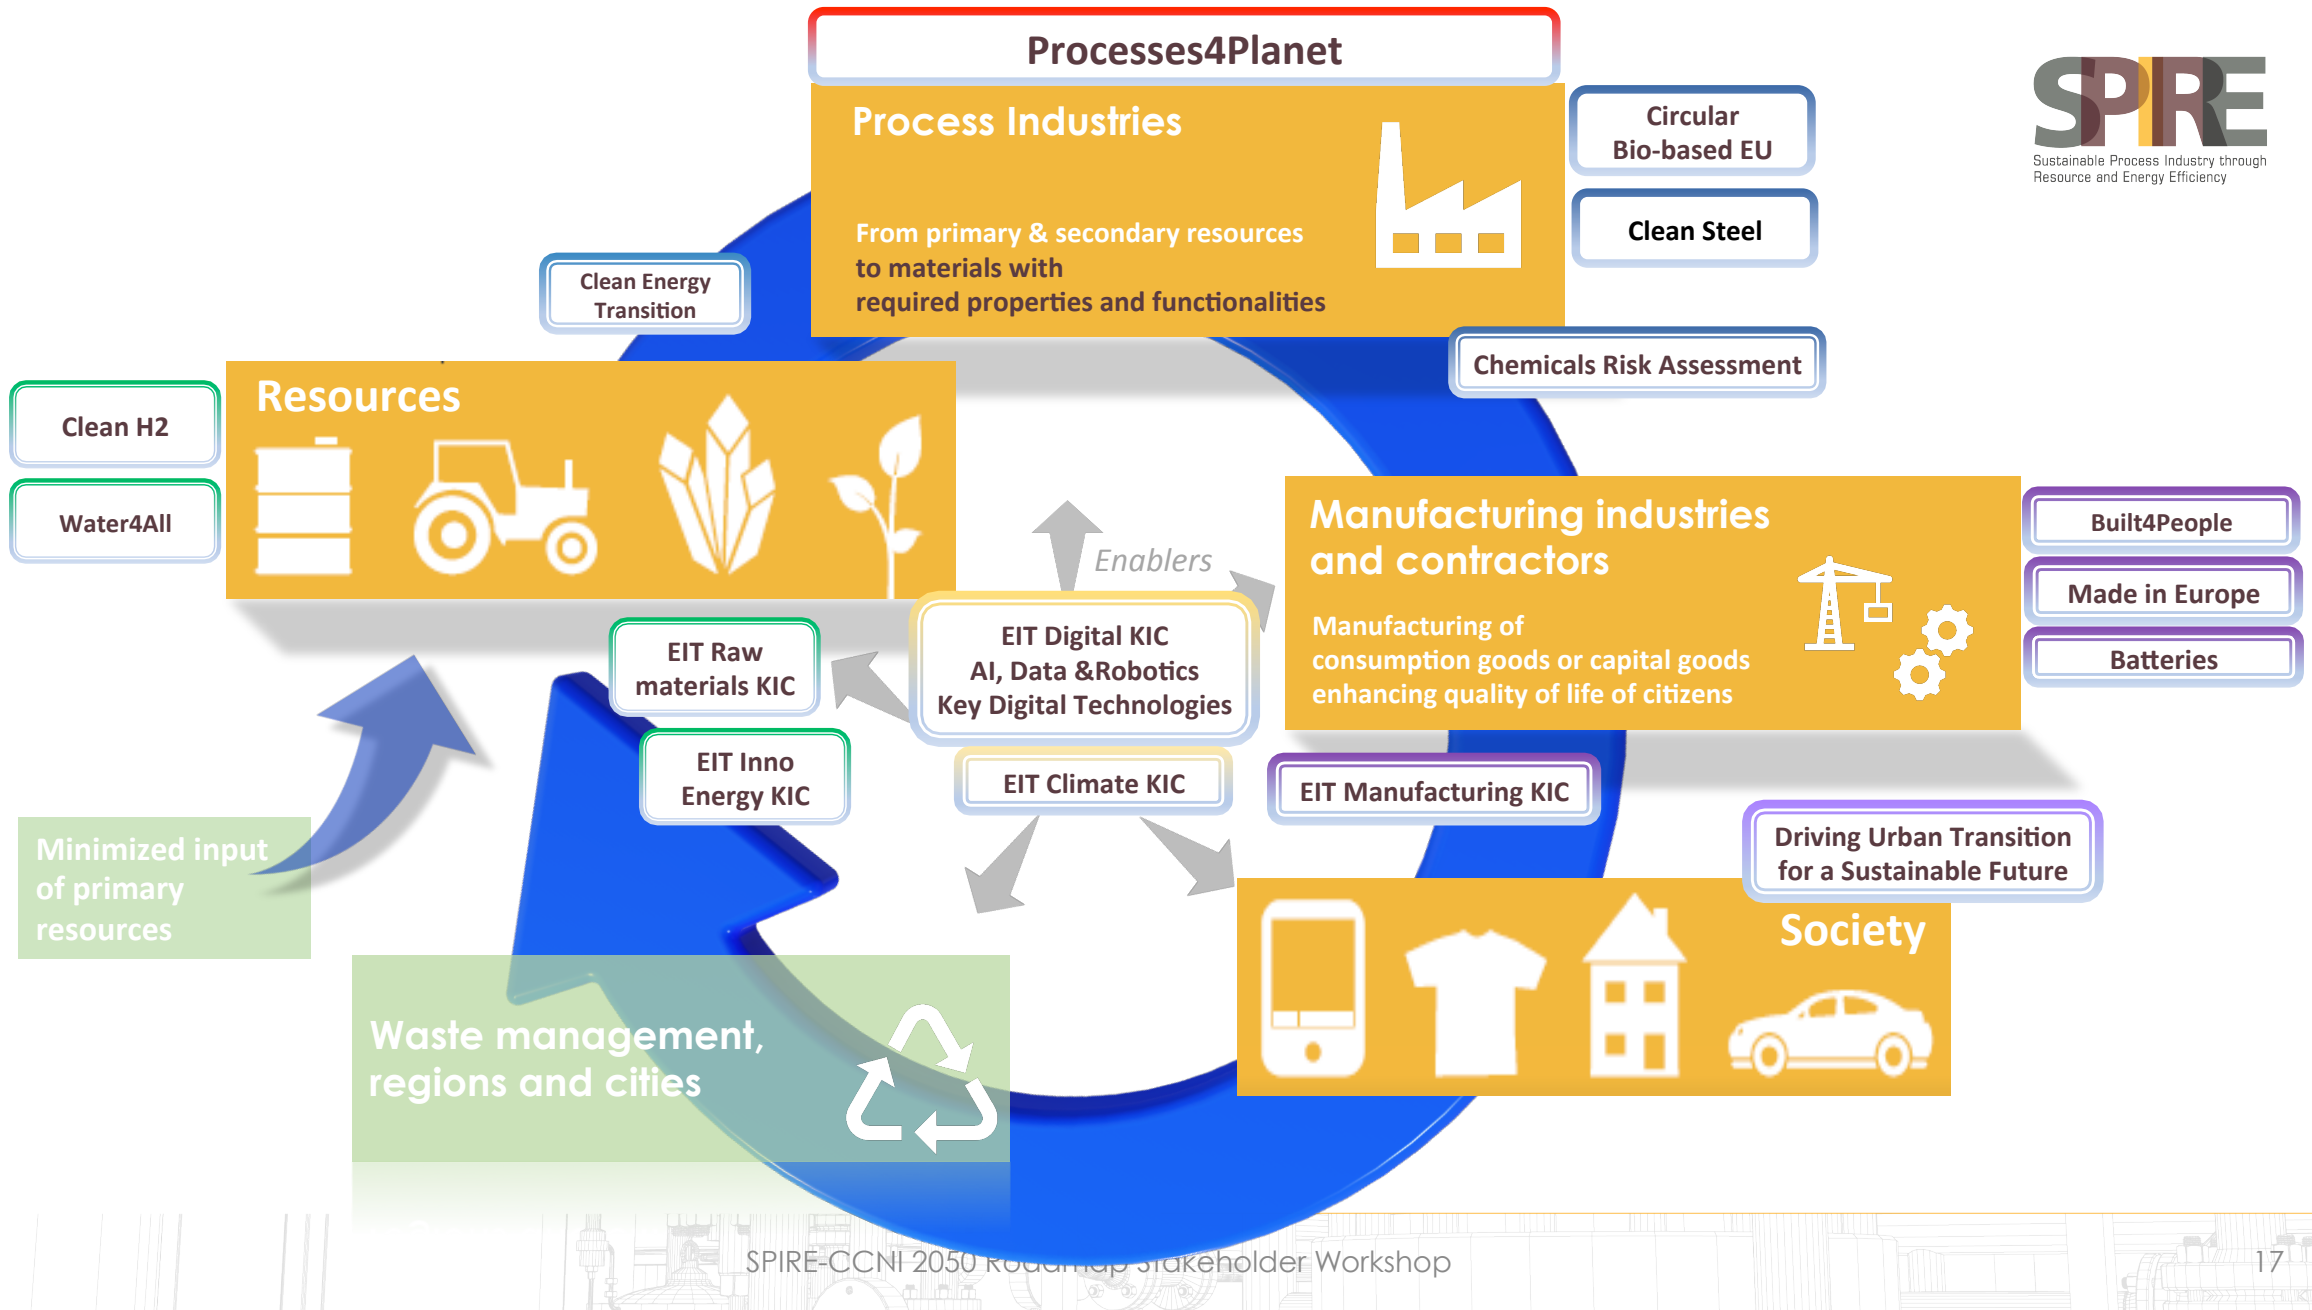 Processes4Planet
SPIRE
Sustainable Process Industry through
Resource and Energy Efficiency
Process Industries
From primary & secondary resources
to materials with
required properties and functionalities
Circular
Bio-based EU
Clean Steel
Chemicals Risk Assessment
Clean Energy
Transition
Resources
Clean H2
Water4All
Manufacturing industries
and contractors
Manufacturing of
consumption goods or capital goods
enhancing quality of life of citizens
Built4People
Made in Europe
Batteries
Enablers
EIT Digital KIC
AI, Data &Robotics
Key Digital Technologies
EIT Climate KIC
EIT Raw
materials KIC
EIT Inno
Energy KIC
EIT Manufacturing KIC
Driving Urban Transition
for a Sustainable Future
Society
Minimized input
of primary
resources
Waste management,
regions and cities
SPIRE-CCNI 2050 Roadmap Stakeholder Workshop
17